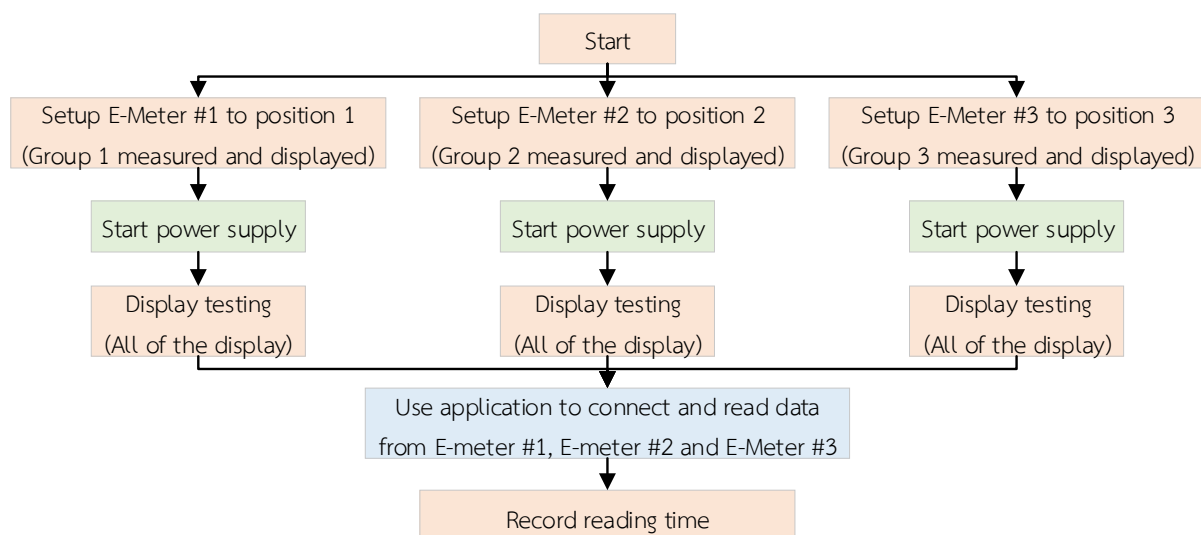 Start
Setup E-Meter #1 to position 1
(Group 1 measured and displayed)
Setup E-Meter #2 to position 2
(Group 2 measured and displayed)
Setup E-Meter #3 to position 3
(Group 3 measured and displayed)
Start power supply
Start power supply
Start power supply
Display testing
(All of the display)
Display testing
(All of the display)
Display testing
(All of the display)
Use application to connect and read data
from E-meter #1, E-meter #2 and E-Meter #3
Record reading time